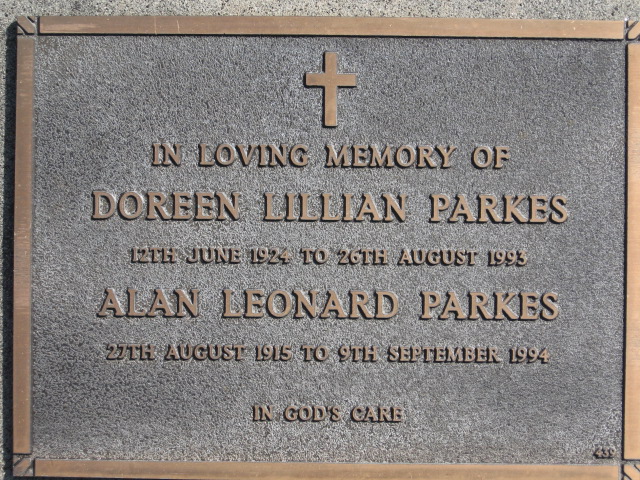 IN LOVING MEMORY OF
DOREEN LILLIAN PARKES
12TH JUNE 1924 TO 26TH AUGUST 1993
ALAN LEONARD PARKES
27TH AUGUST 1915 TO 9TH SEPTEMBER 1994
IN GOD'S CARE